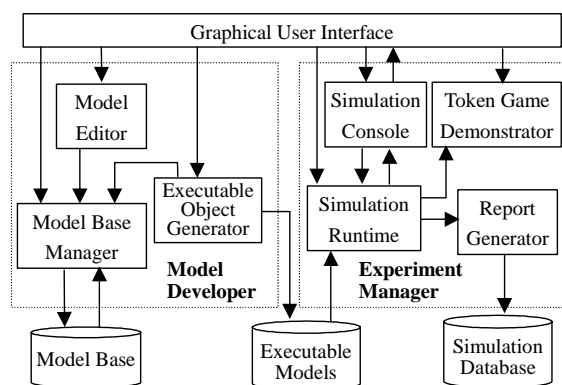 Graphical User Interface
Model
Editor
Simulation
Console
Token Game
Demonstrator
Executable
Object
Generator
Model Base
Manager
Simulation
Runtime
Report
Generator
Model
Developer
Experiment
Manager
Model Base
Executable
Models
Simulation
Database